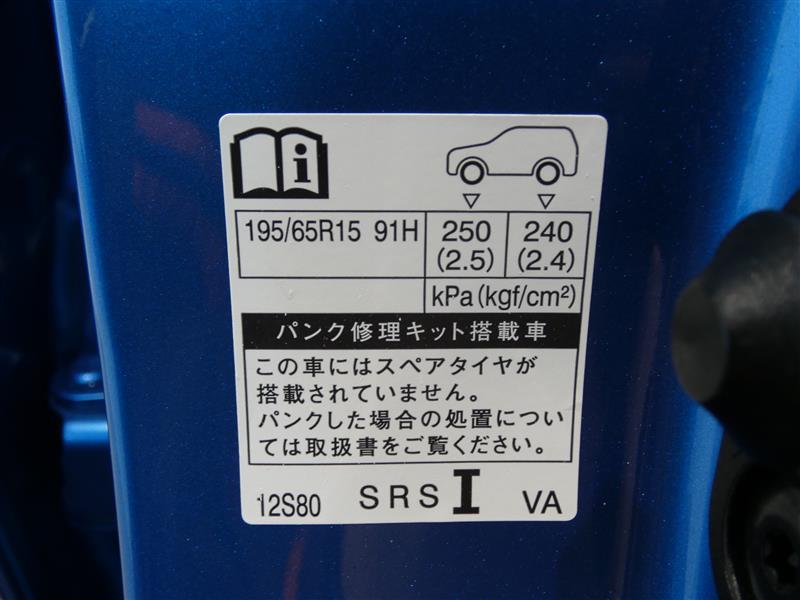 195/65R15 91H 250 240
(2.5) (2.4)
kPa(kgf/cm²)
パンク修理キット搭載車
この車にはスペアタイヤが
搭載されていません。
パンクした場合の処置につい
ては取扱書をご覧ください。
12S80 SRS I VA